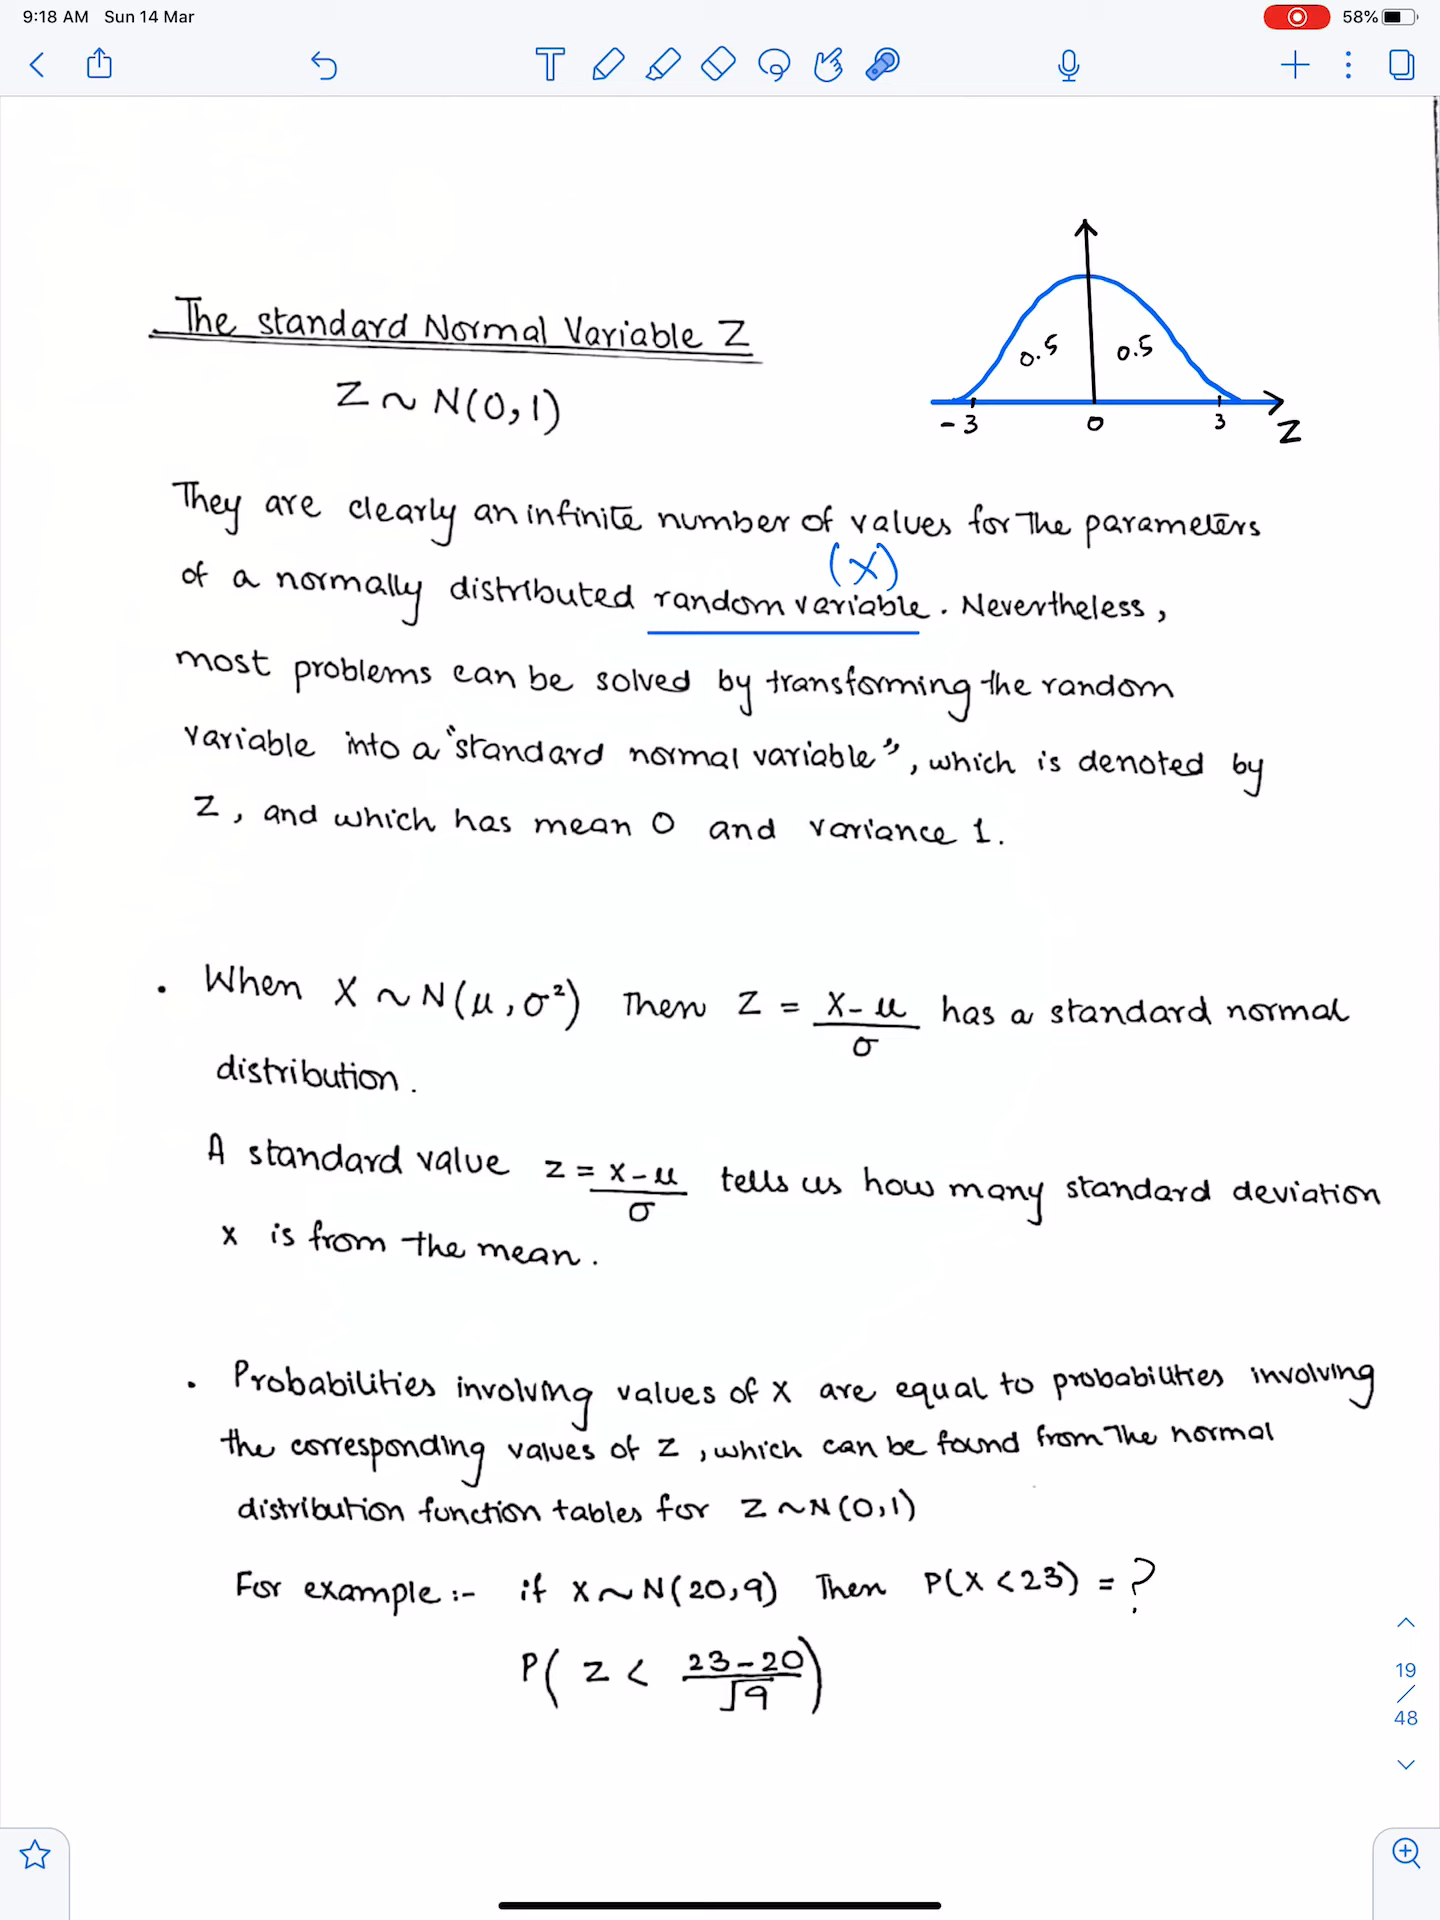 9:18 AM Sun 14 Mar
58%
T
The standard Normal Variable Z
Z ~ N(0,1)
0.5 0.5
-3 0 3 Z
They are clearly an infinite number of values for the parameters
(X)
of a normally distributed random variable. Nevertheless,
most problems can be solved by transforming the random
variable into a "standard normal variable", which is denoted by
Z, and which has mean 0 and variance 1.
. When X ~ N(μ, σ²) Then Z = X-μ/σ has a standard normal
distribution.
A standard value z = x-μ/σ tells us how many standard deviation
x is from the mean.
. Probabilities involving values of X are equal to probabilities involving
the corresponding values of Z, which can be found from the normal
distribution function tables for Z ~ N(0,1)
For example :- if X ~ N(20,9) Then P(X < 23) = ?
P( Z < 23-20/√9 )
19
/
48